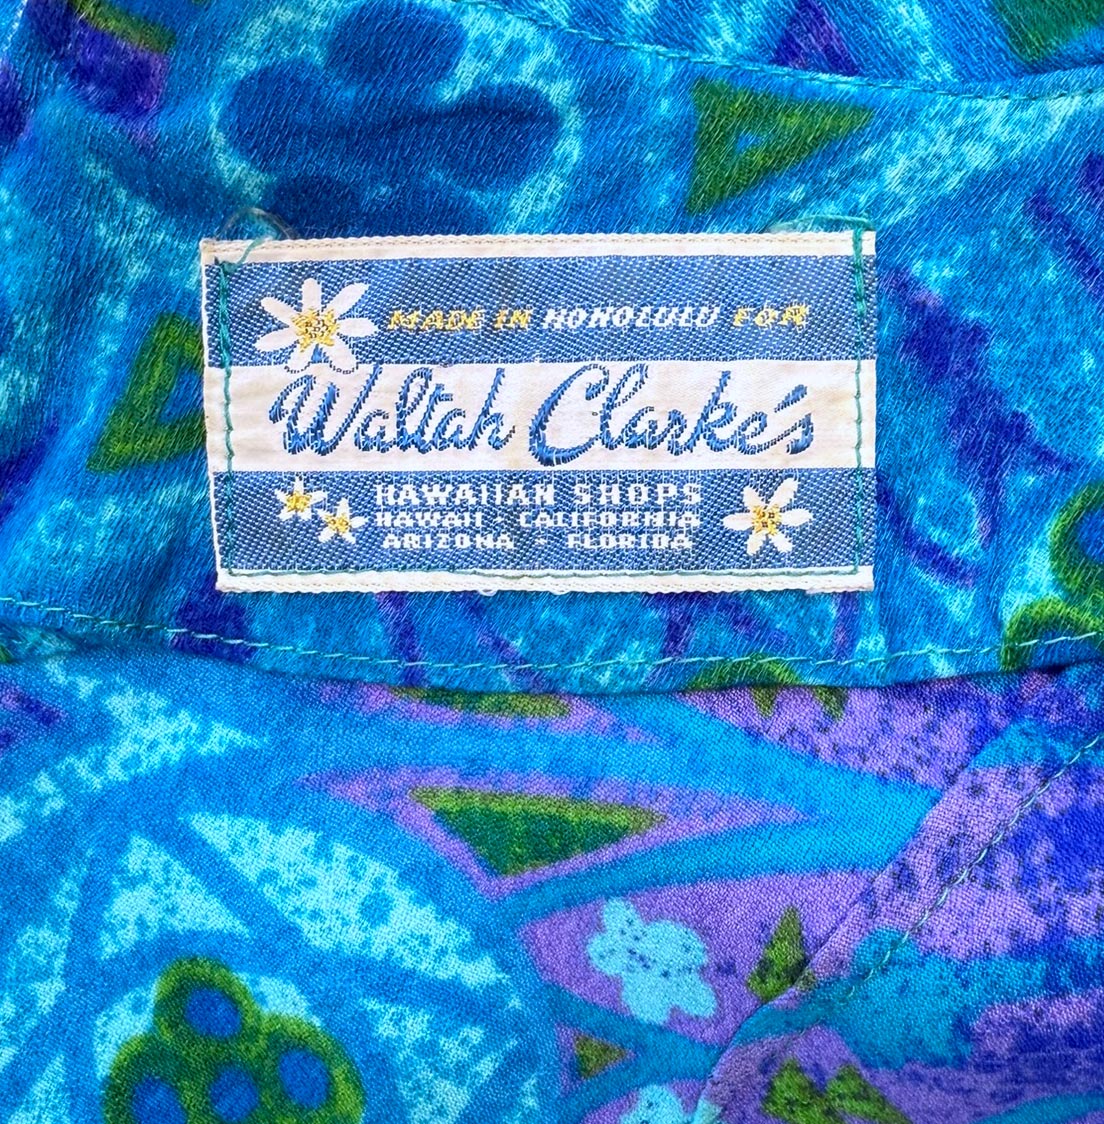 MADE IN HONOLULU FOR
Waltah Clarke's
HAWAIIAN SHOPS
HAWAII - CALIFORNIA
ARIZONA - FLORIDA